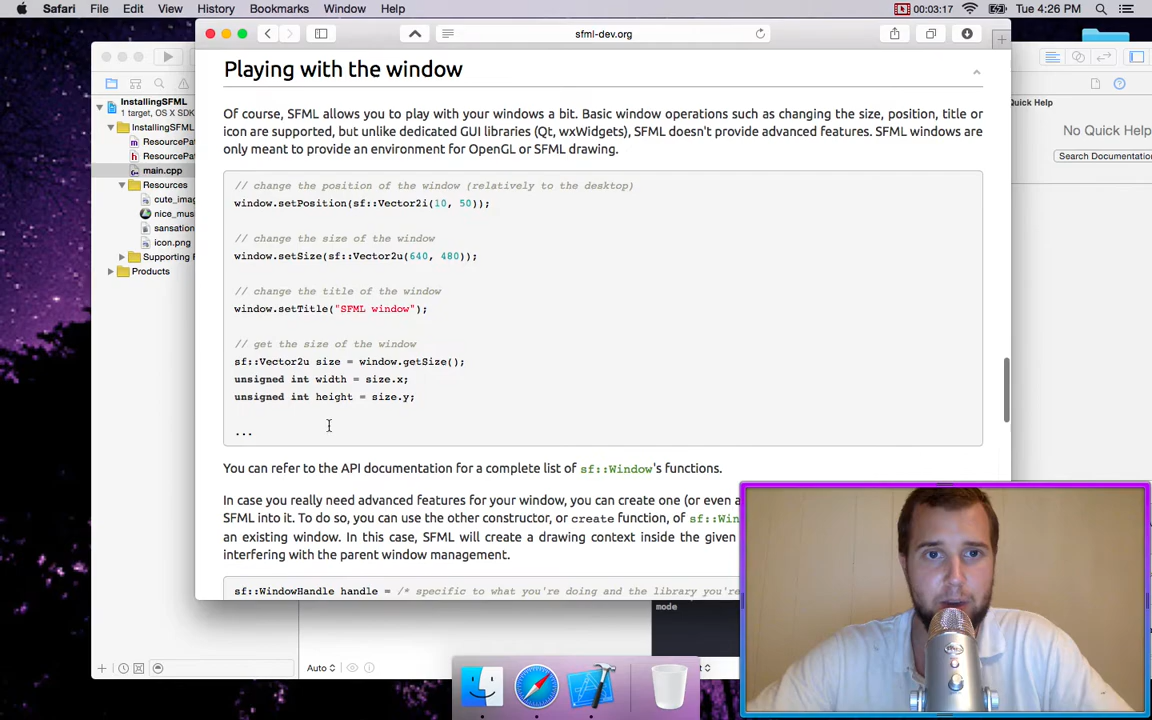 Safari File Edit View History Bookmarks Window Help 00:03:17 Tue 4:26 PM
sfml-dev.org
InstallingSFML
1 target, OS X SDK
InstallingSFML
ResourcePat
ResourcePat
main.cpp
Resources
cute_imag
nice_mus
sansation
icon.png
Supporting F
Products
Quick Help
No Quick Help
Search Documentation
Playing with the window
Of course, SFML allows you to play with your windows a bit. Basic window operations such as changing the size, position, title or
icon are supported, but unlike dedicated GUI libraries (Qt, wxWidgets), SFML doesn't provide advanced features. SFML windows are
only meant to provide an environment for OpenGL or SFML drawing.
// change the position of the window (relatively to the desktop)
window.setPosition(sf::Vector2i(10, 50));
// change the size of the window
window.setSize(sf::Vector2u(640, 480));
// change the title of the window
window.setTitle("SFML window");
// get the size of the window
sf::Vector2u size = window.getSize();
unsigned int width = size.x;
unsigned int height = size.y;
...
You can refer to the API documentation for a complete list of sf::Window's functions.
In case you really need advanced features for your window, you can create one (or even a
SFML into it. To do so, you can use the other constructor, or create function, of sf::Win
an existing window. In this case, SFML will create a drawing context inside the given
interfering with the parent window management.
sf::WindowHandle handle = /* specific to what you're doing and the library you're
mode
Auto